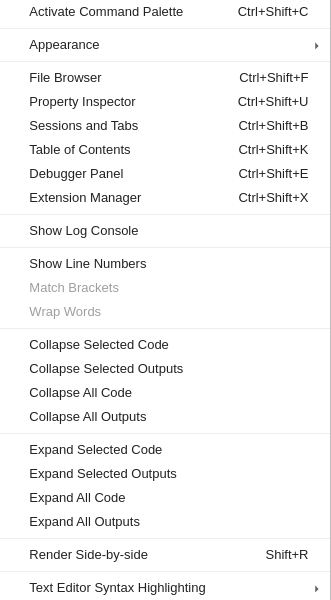 Activate Command Palette Ctrl+Shift+C
Appearance
File Browser Ctrl+Shift+F
Property Inspector Ctrl+Shift+U
Sessions and Tabs Ctrl+Shift+B
Table of Contents Ctrl+Shift+K
Debugger Panel Ctrl+Shift+E
Extension Manager Ctrl+Shift+X
Show Log Console
Show Line Numbers
Match Brackets
Wrap Words
Collapse Selected Code
Collapse Selected Outputs
Collapse All Code
Collapse All Outputs
Expand Selected Code
Expand Selected Outputs
Expand All Code
Expand All Outputs
Render Side-by-side Shift+R
Text Editor Syntax Highlighting